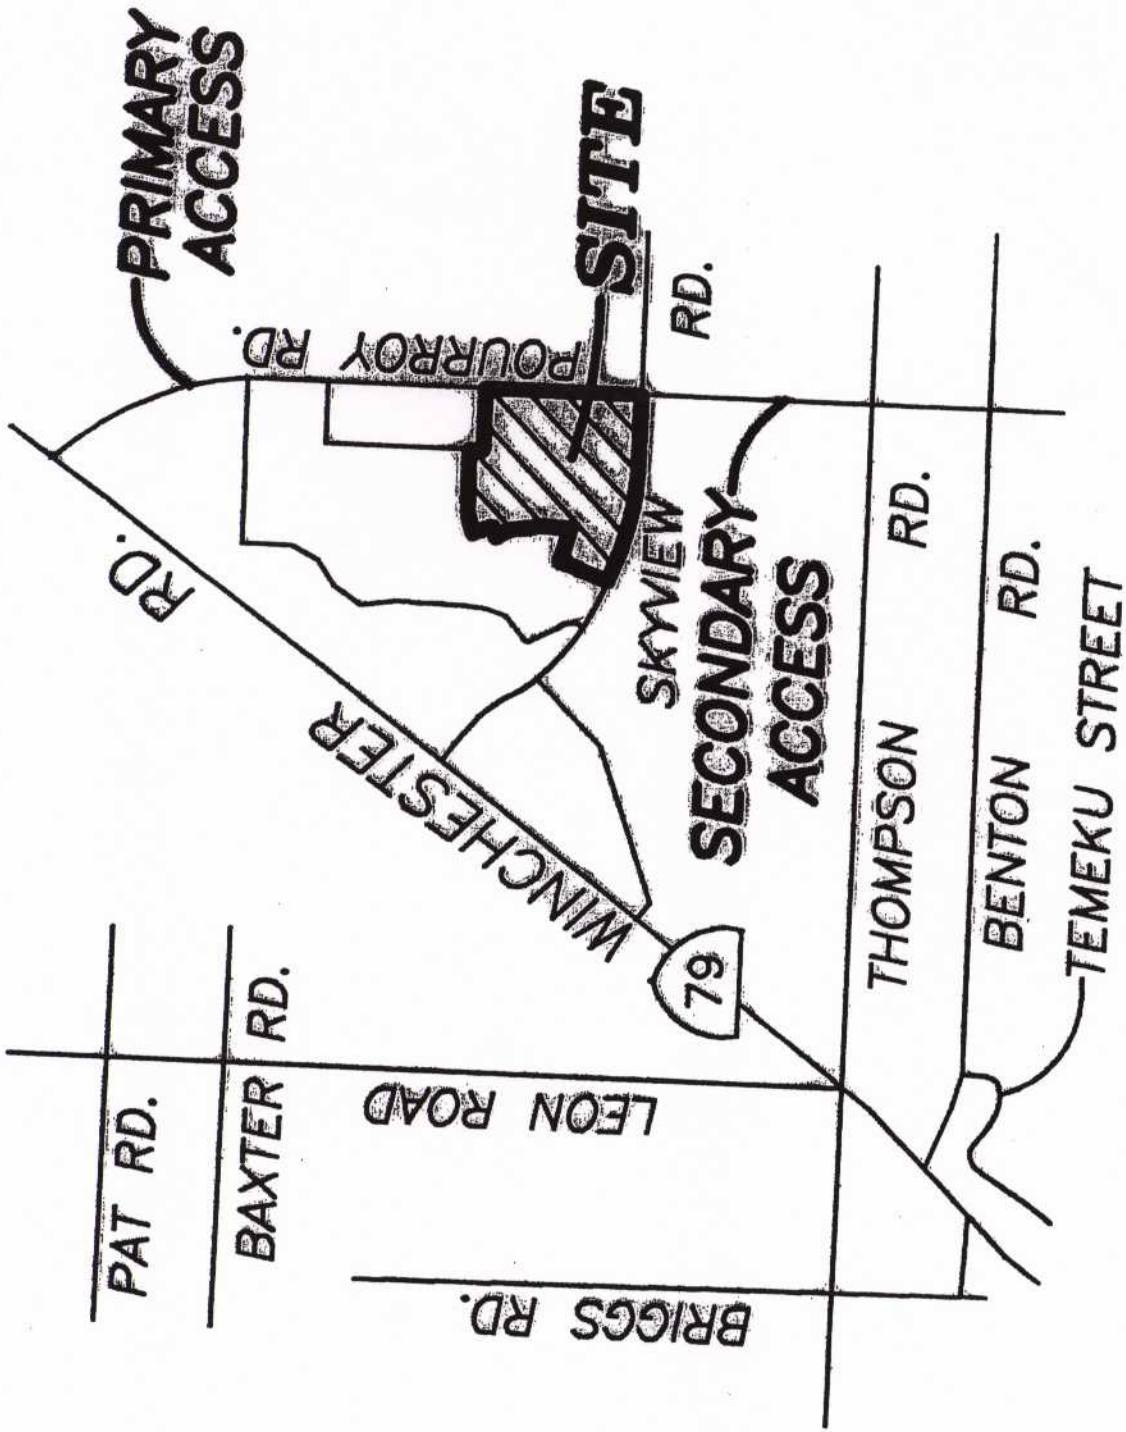 PRIMARY
ACCESS
SITE
POURROY RD.
RD.
WINCHESTER
SKYVIEW
RD.
SECONDARY
ACCESS
79
PAT RD.
BAXTER RD.
LEON ROAD
BRIGGS RD.
THOMPSON RD.
BENTON RD.
TEMEKU STREET